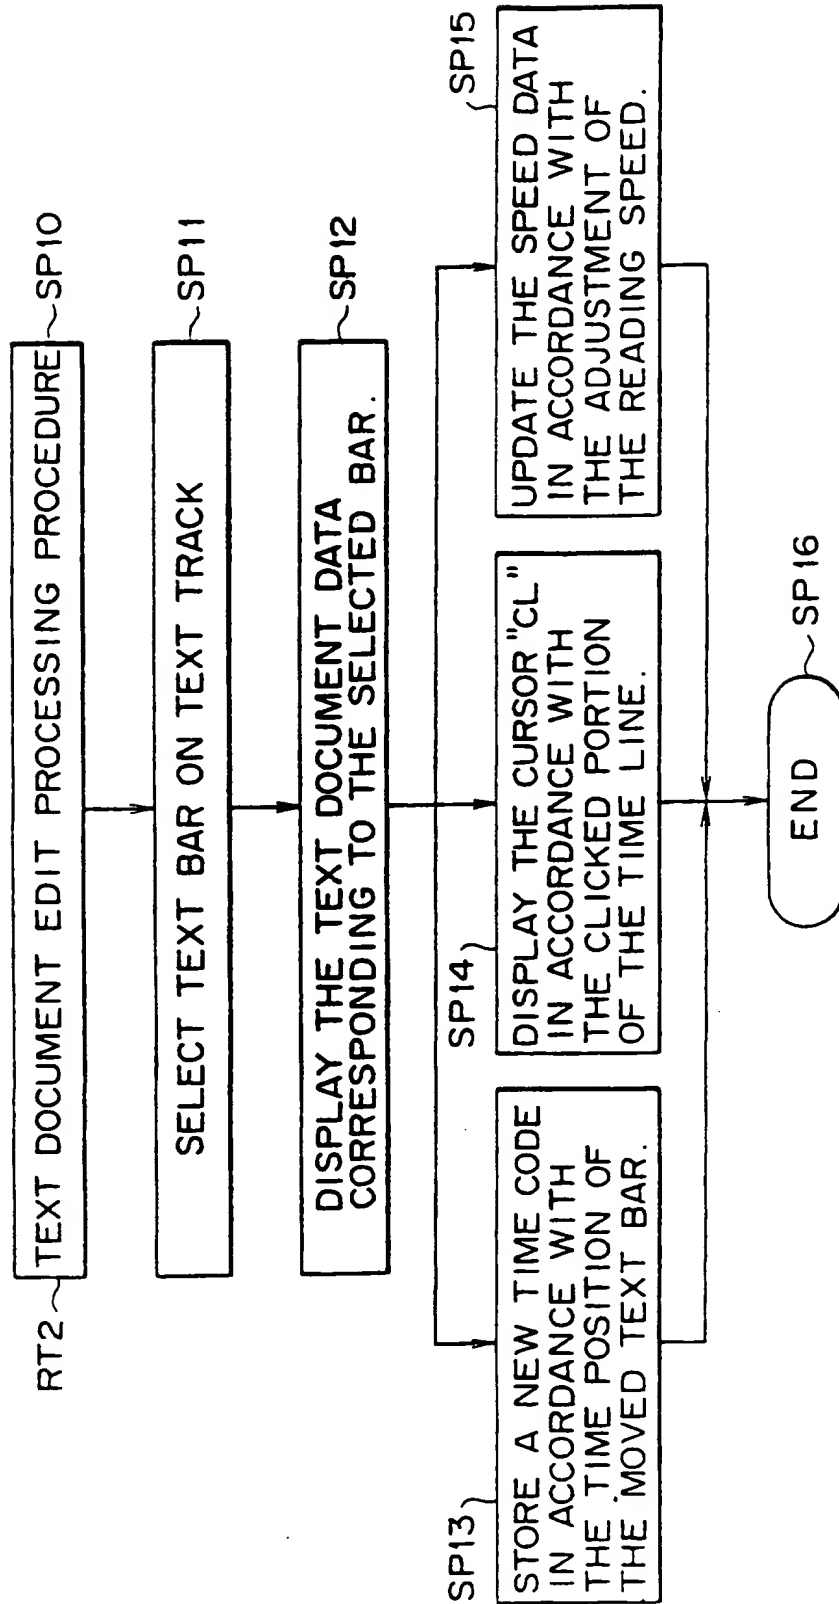 RT2
TEXT DOCUMENT EDIT PROCESSING PROCEDURE
SP10
SELECT TEXT BAR ON TEXT TRACK
SP11
DISPLAY THE TEXT DOCUMENT DATA
CORRESPONDING TO THE SELECTED BAR.
SP12
SP13
STORE A NEW TIME CODE
IN ACCORDANCE WITH
THE TIME POSITION OF
THE MOVED TEXT BAR.
SP14
DISPLAY THE CURSOR "CL"
IN ACCORDANCE WITH
THE CLICKED PORTION
OF THE TIME LINE.
SP15
UPDATE THE SPEED DATA
IN ACCORDANCE WITH
THE ADJUSTMENT OF
THE READING SPEED.
END
SP16